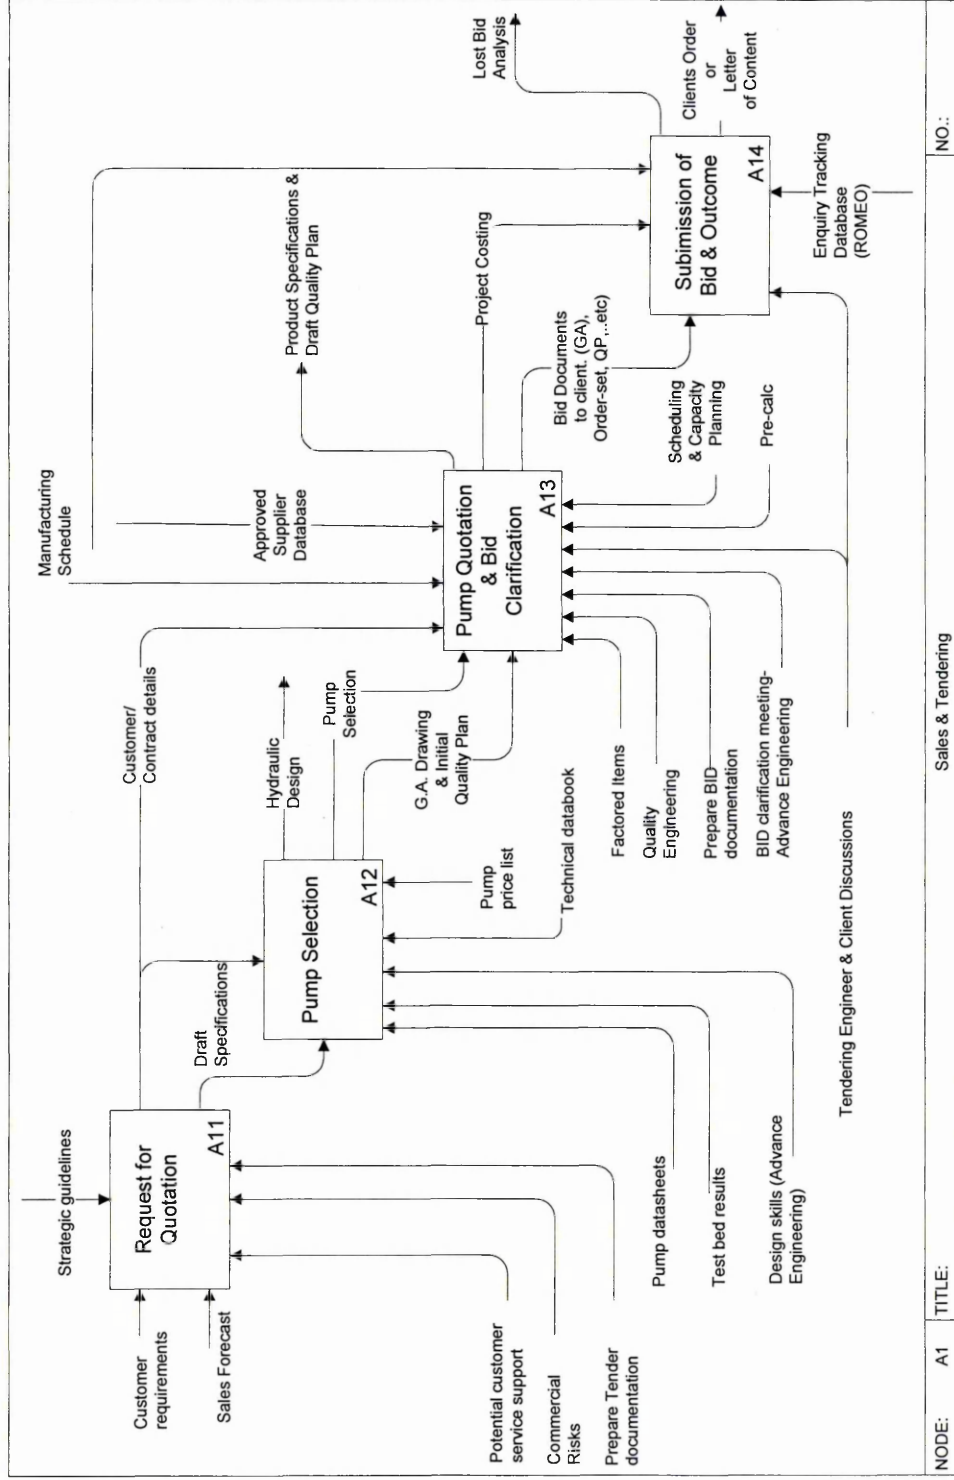 Strategic guidelines
Customer
requirements
Sales Forecast
Request for
Quotation
A11
Potential customer
service support
Commercial
Risks
Prepare Tender
documentation
Draft
Specifications
Customer/
Contract details
Pump Selection
A12
Pump datasheets
Test bed results
Design skills (Advance
Engineering)
Technical databook
Pump
price list
Hydraulic
Design
Pump
Selection
G.A. Drawing
& Initial
Quality Plan
Manufacturing
Schedule
Approved
Supplier
Database
Pump Quotation
& Bid
Clarification
A13
Factored Items
Quality
Engineering
Prepare BID
documentation
BID clarification meeting-
Advance Engineering
Tendering Engineer & Client Discussions
Pre-calc
Scheduling
& Capacity
Planning
Product Specifications &
Draft Quality Plan
Project Costing
Bid Documents
to client. (GA),
Order-set, QP,..etc)
Subimission of
Bid & Outcome
A14
Enquiry Tracking
Database
(ROMEO)
Lost Bid
Analysis
Clients Order
or
Letter
of Content
NODE: A1
TITLE:
Sales & Tendering
NO.: